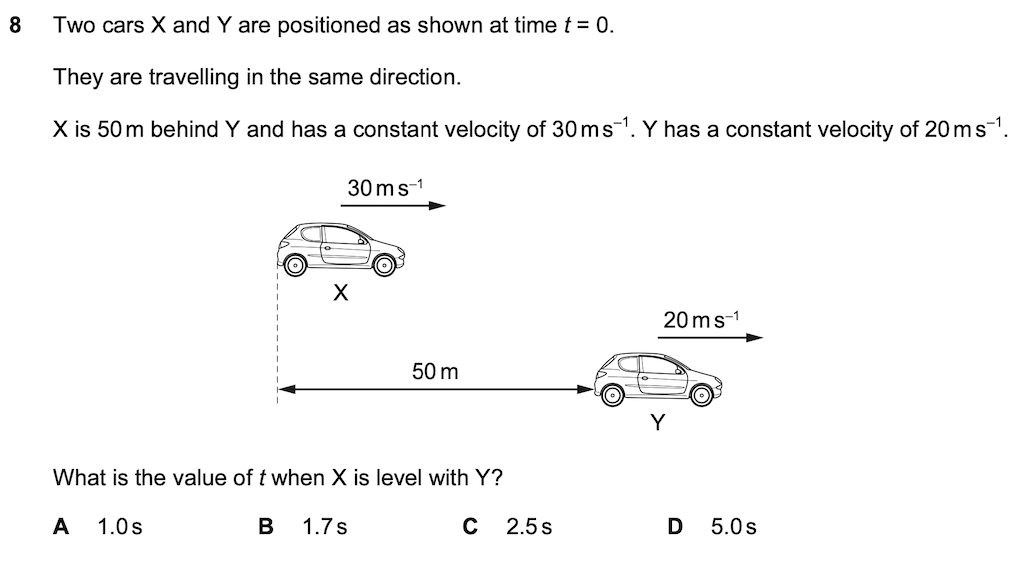 8 Two cars X and Y are positioned as shown at time t = 0.
They are travelling in the same direction.
X is 50 m behind Y and has a constant velocity of 30 m s⁻¹. Y has a constant velocity of 20 m s⁻¹.
30 m s⁻¹
X
20 m s⁻¹
50 m
Y
What is the value of t when X is level with Y?
A 1.0 s B 1.7 s C 2.5 s D 5.0 s